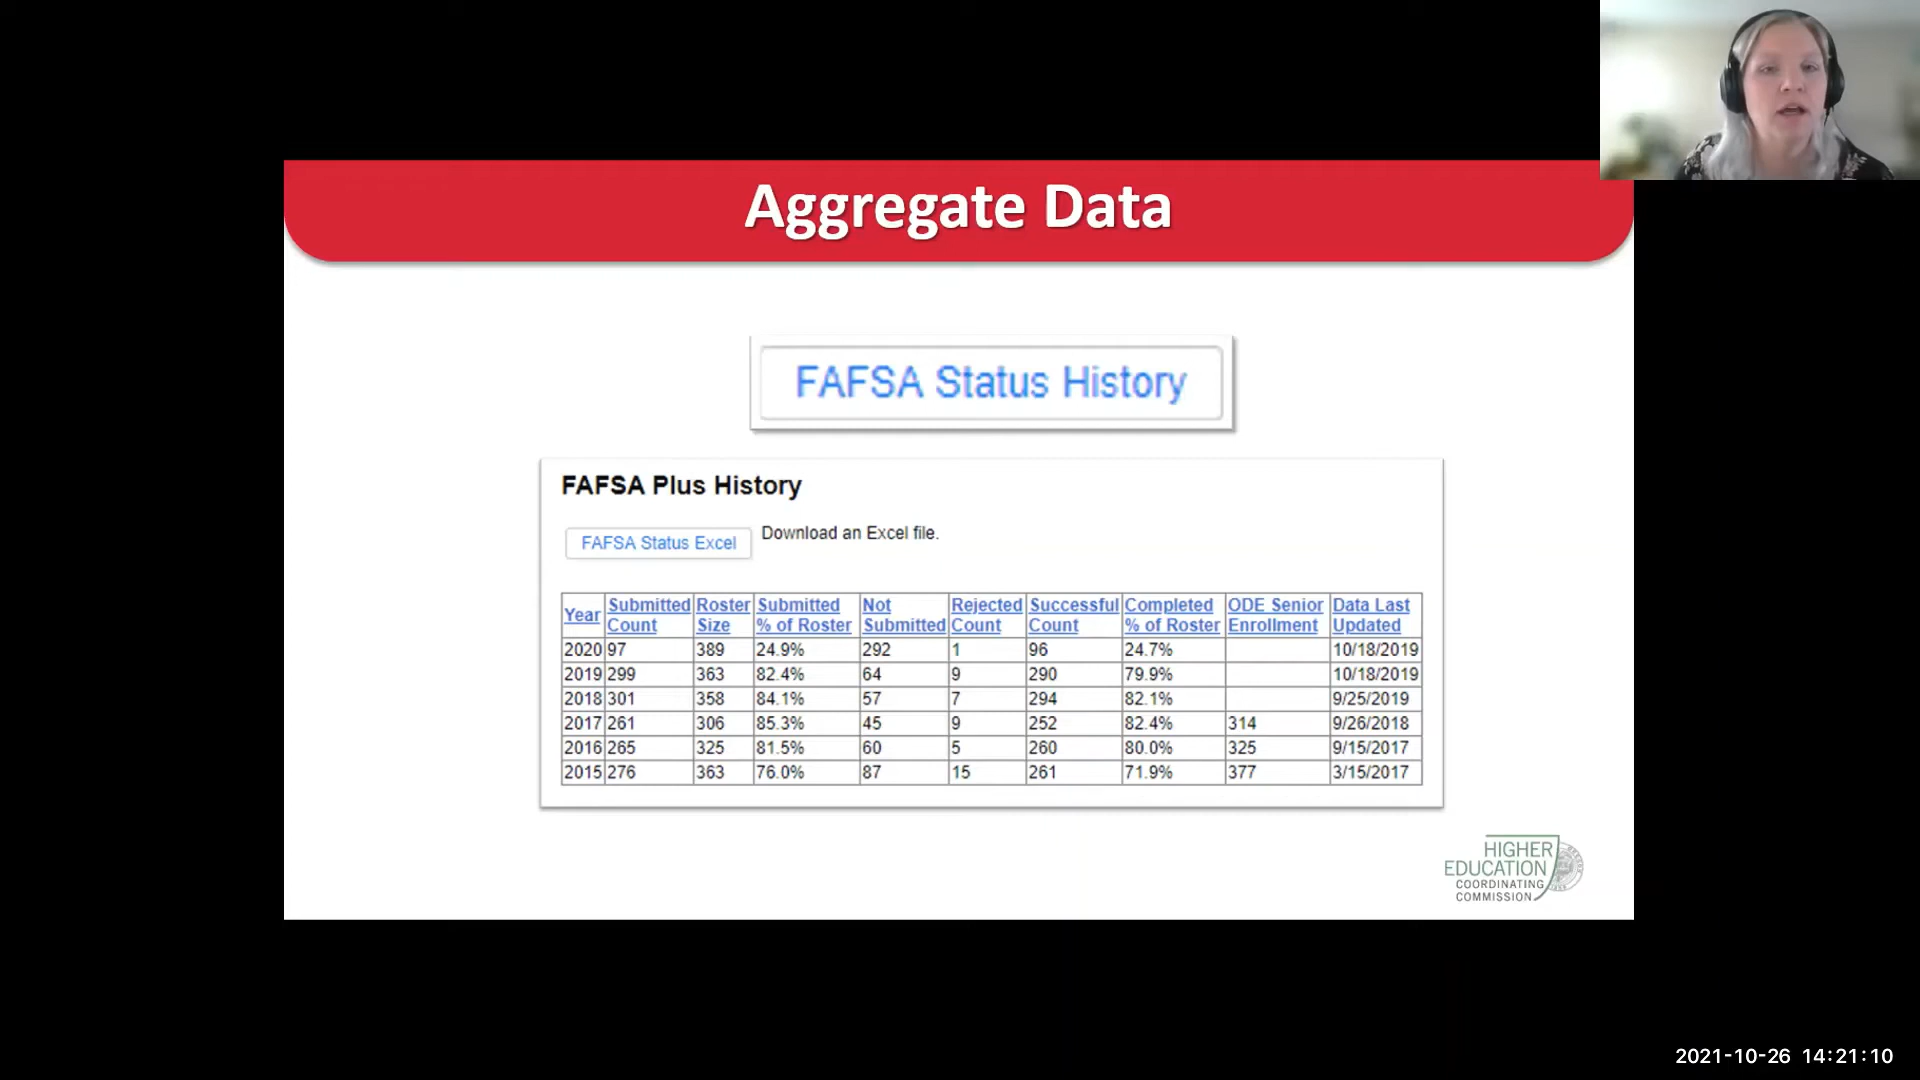 Aggregate Data
FAFSA Status History
FAFSA Plus History
FAFSA Status Excel Download an Excel file.
Year Submitted Count Roster Size Submitted % of Roster Not Submitted Rejected Count Successful Count Completed % of Roster ODE Senior Enrollment Data Last Updated
2020 97 389 24.9% 292 1 96 24.7% 10/18/2019
2019 299 363 82.4% 64 9 290 79.9% 10/18/2019
2018 301 358 84.1% 57 7 294 82.1% 9/25/2019
2017 261 306 85.3% 45 9 252 82.4% 314 9/26/2018
2016 265 325 81.5% 60 5 260 80.0% 325 9/15/2017
2015 276 363 76.0% 87 15 261 71.9% 377 3/15/2017
HIGHER
EDUCATION
COORDINATING
COMMISSION
2021-10-26 14:21:10